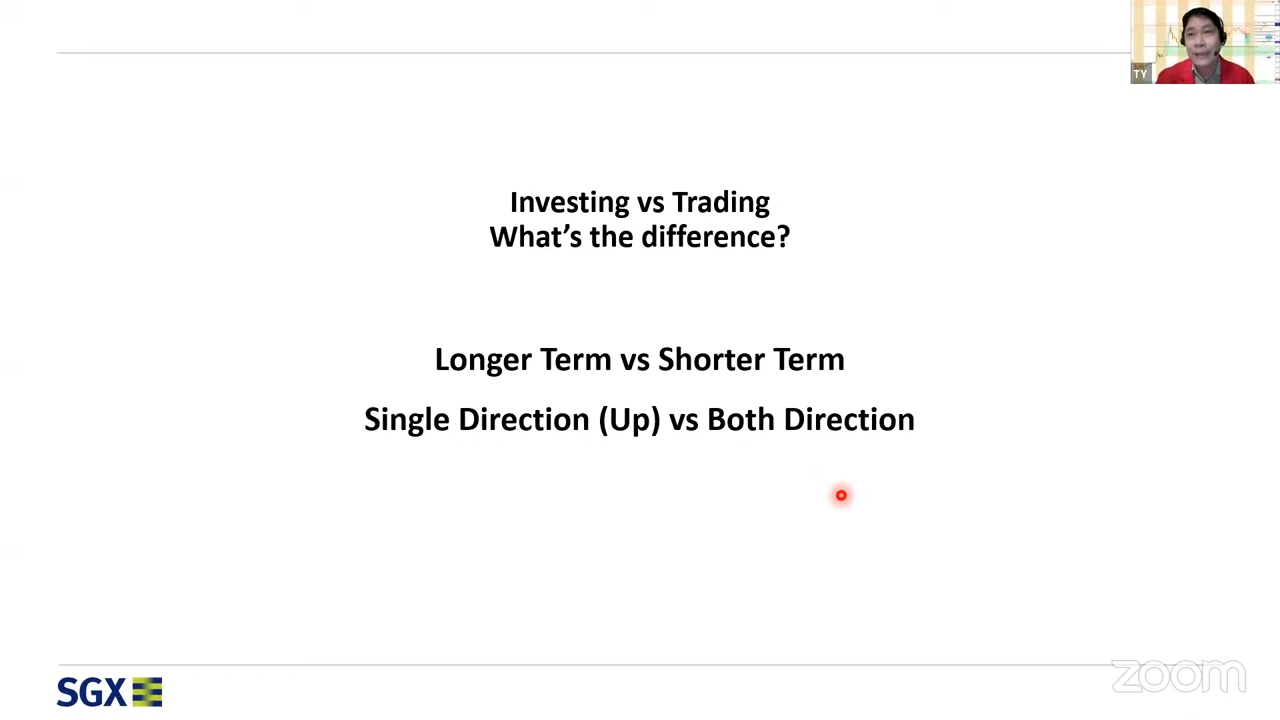 TY
Investing vs Trading
What's the difference?
Longer Term vs Shorter Term
Single Direction (Up) vs Both Direction
SGX
zoom